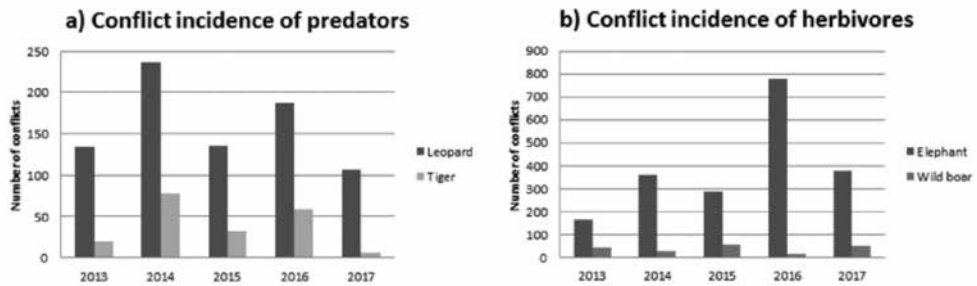 a) Conflict incidence of predators
Number of conflicts
250
200
150
100
50
0
2013 2014 2015 2016 2017
Leopard
Tiger
b) Conflict incidence of herbivores
Number of conflicts
900
800
700
600
500
400
300
200
100
0
2013 2014 2015 2016 2017
Elephant
Wild boar